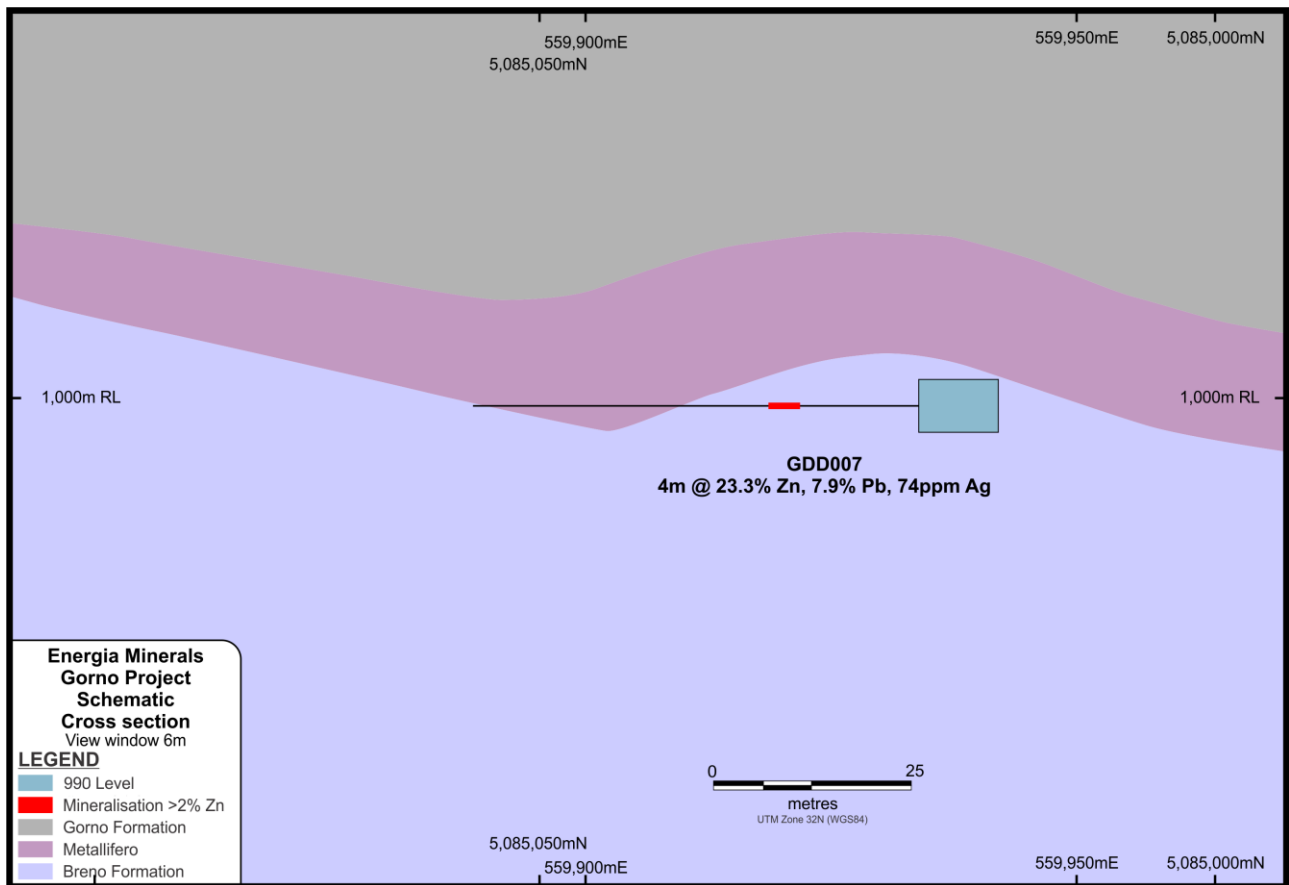 559,900mE
5,085,050mN
559,950mE
5,085,000mN
1,000m RL
1,000m RL
GDD007
4m @ 23.3% Zn, 7.9% Pb, 74ppm Ag
Energia Minerals
Gorno Project
Schematic
Cross section
View window 6m
LEGEND
990 Level
Mineralisation >2% Zn
Gorno Formation
Metallifero
Breno Formation
0
25
metres
UTM Zone 32N (WGS84)
5,085,050mN
559,900mE
559,950mE
5,085,000mN